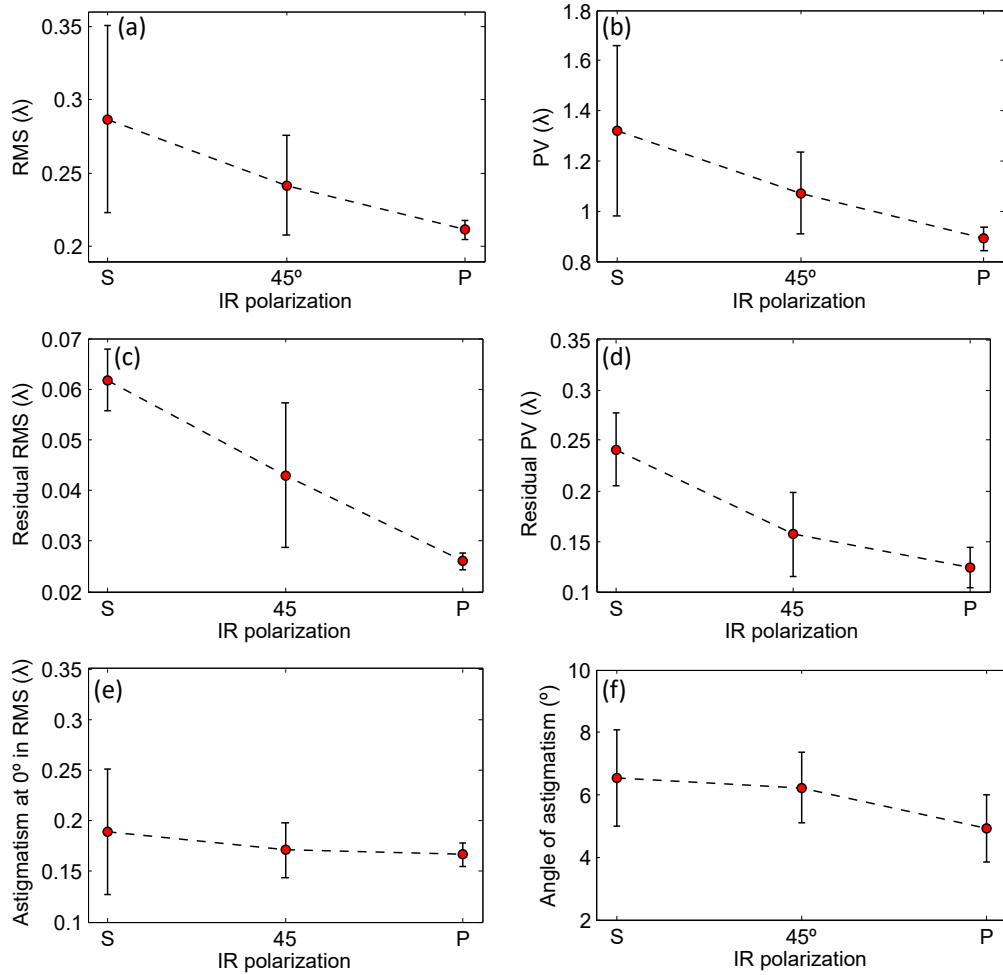 (a)
RMS (λ)
0.35
0.3
0.25
0.2
S 45º P
IR polarization
(b)
PV (λ)
1.8
1.6
1.4
1.2
1
0.8
S 45º P
IR polarization
(c)
Residual RMS (λ)
0.07
0.06
0.05
0.04
0.03
0.02
S 45 P
IR polarization
(d)
Residual PV (λ)
0.35
0.3
0.25
0.2
0.15
0.1
S 45 P
IR polarization
(e)
Astigmatism at 0º in RMS (λ)
0.35
0.3
0.25
0.2
0.15
0.1
S 45 P
IR polarization
(f)
Angle of astigmatism (º)
10
8
6
4
2
S 45º P
IR polarization